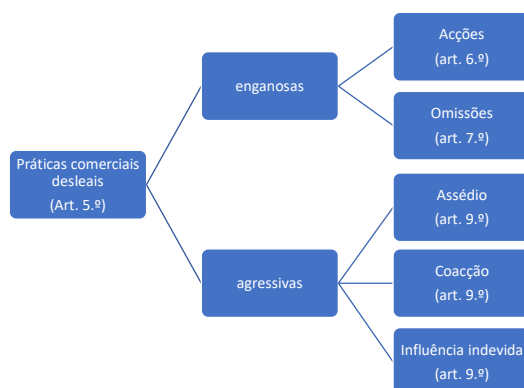 Práticas comerciais
desleais
(Art. 5.º)
enganosas
Acções
(art. 6.º)
Omissões
(art. 7.º)
agressivas
Assédio
(art. 9.º)
Coacção
(art. 9.º)
Influência indevida
(art. 9.º)